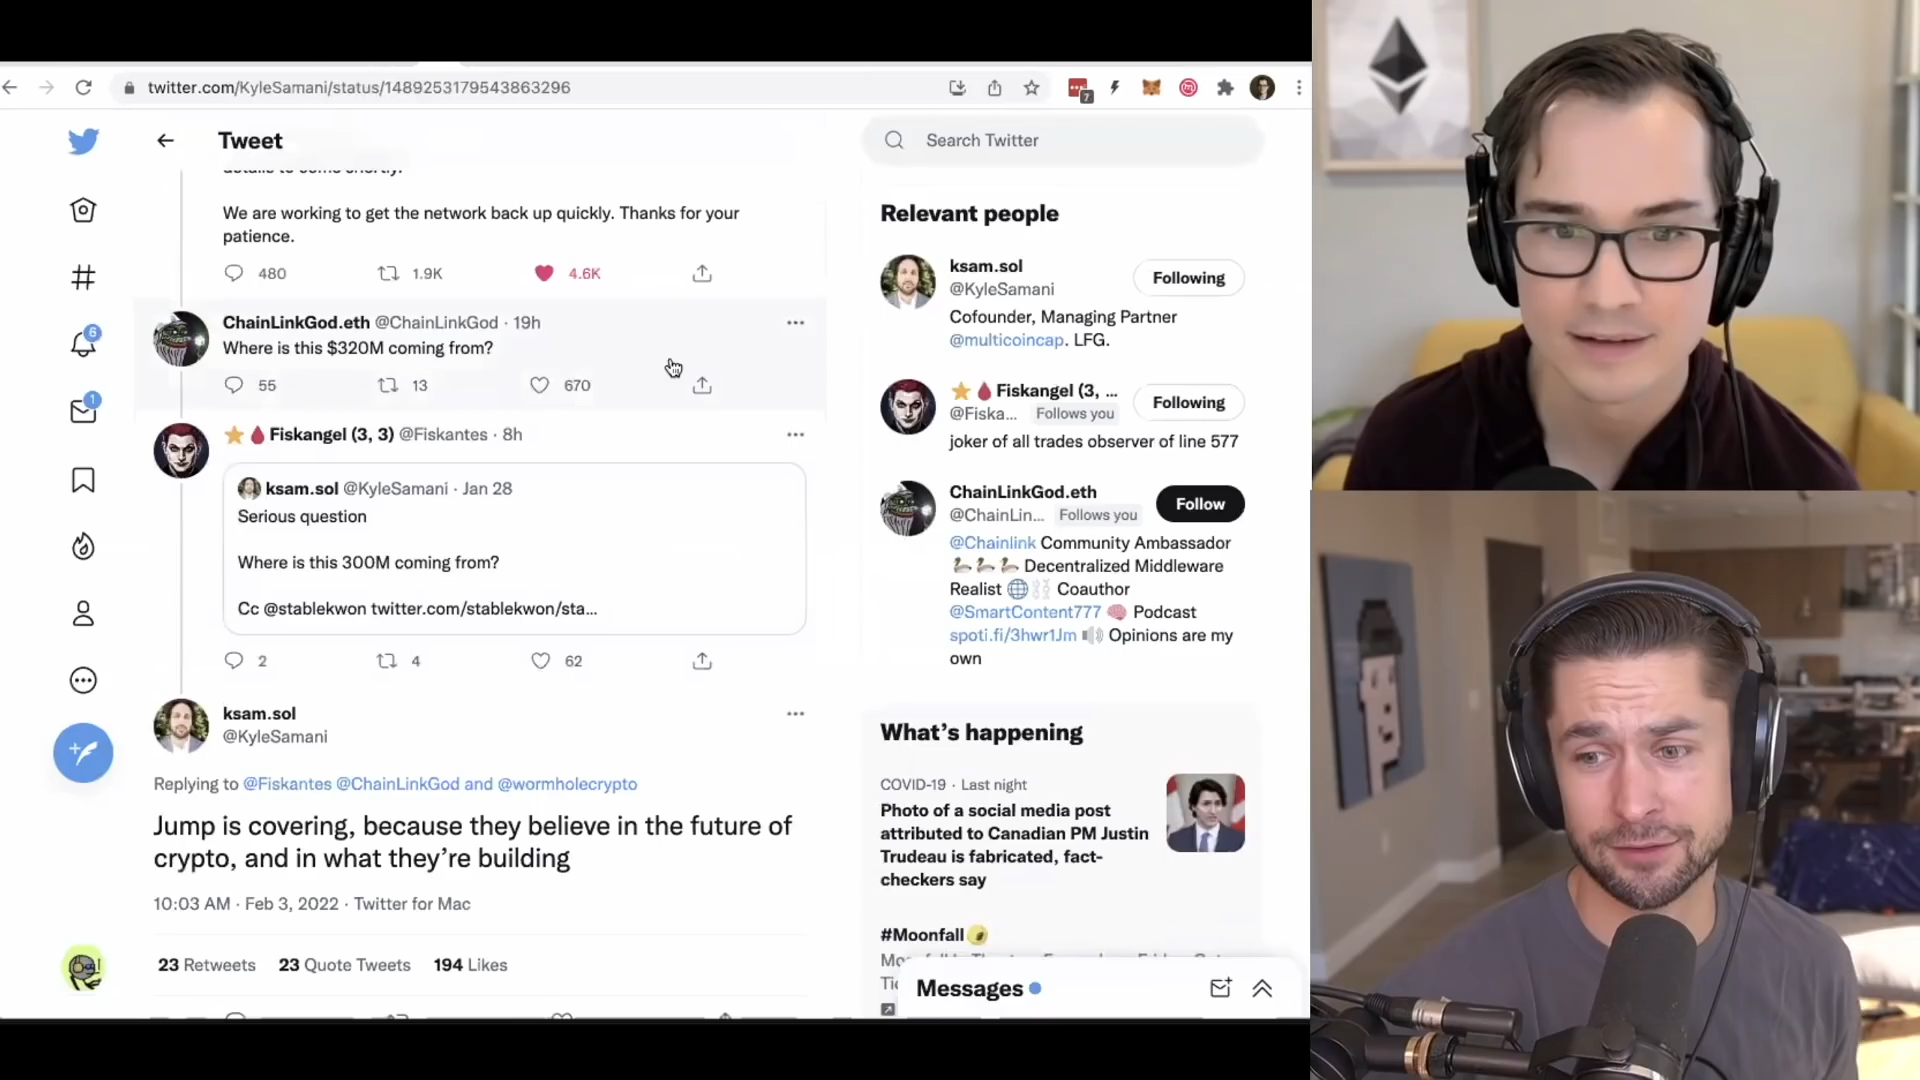 twitter.com/KyleSamani/status/1489253179543863296
7
Tweet
Search Twitter
details to come shortly.
We are working to get the network back up quickly. Thanks for your
patience.
480 1.9K 4.6K
ChainLinkGod.eth @ChainLinkGod · 19h
Where is this $320M coming from?
55 13 670
Fiskangel (3, 3) @Fiskantes · 8h
ksam.sol @KyleSamani · Jan 28
Serious question
Where is this 300M coming from?
Cc @stablekwon twitter.com/stablekwon/sta...
2 4 62
ksam.sol
@KyleSamani
Replying to @Fiskantes @ChainLinkGod and @wormholecrypto
Jump is covering, because they believe in the future of
crypto, and in what they’re building
10:03 AM · Feb 3, 2022 · Twitter for Mac
23 Retweets 23 Quote Tweets 194 Likes
6
1
Relevant people
ksam.sol
@KyleSamani
Following
Cofounder, Managing Partner
@multicoincap. LFG.
Fiskangel (3, ...
@Fiska... Follows you
Following
joker of all trades observer of line 577
ChainLinkGod.eth
@ChainLin... Follows you
Follow
@Chainlink Community Ambassador
Decentralized Middleware
Realist Coauthor
@SmartContent777 Podcast
spoti.fi/3hwr1Jm Opinions are my
own
What’s happening
COVID-19 · Last night
Photo of a social media post
attributed to Canadian PM Justin
Trudeau is fabricated, fact-
checkers say
#Moonfall
Messages